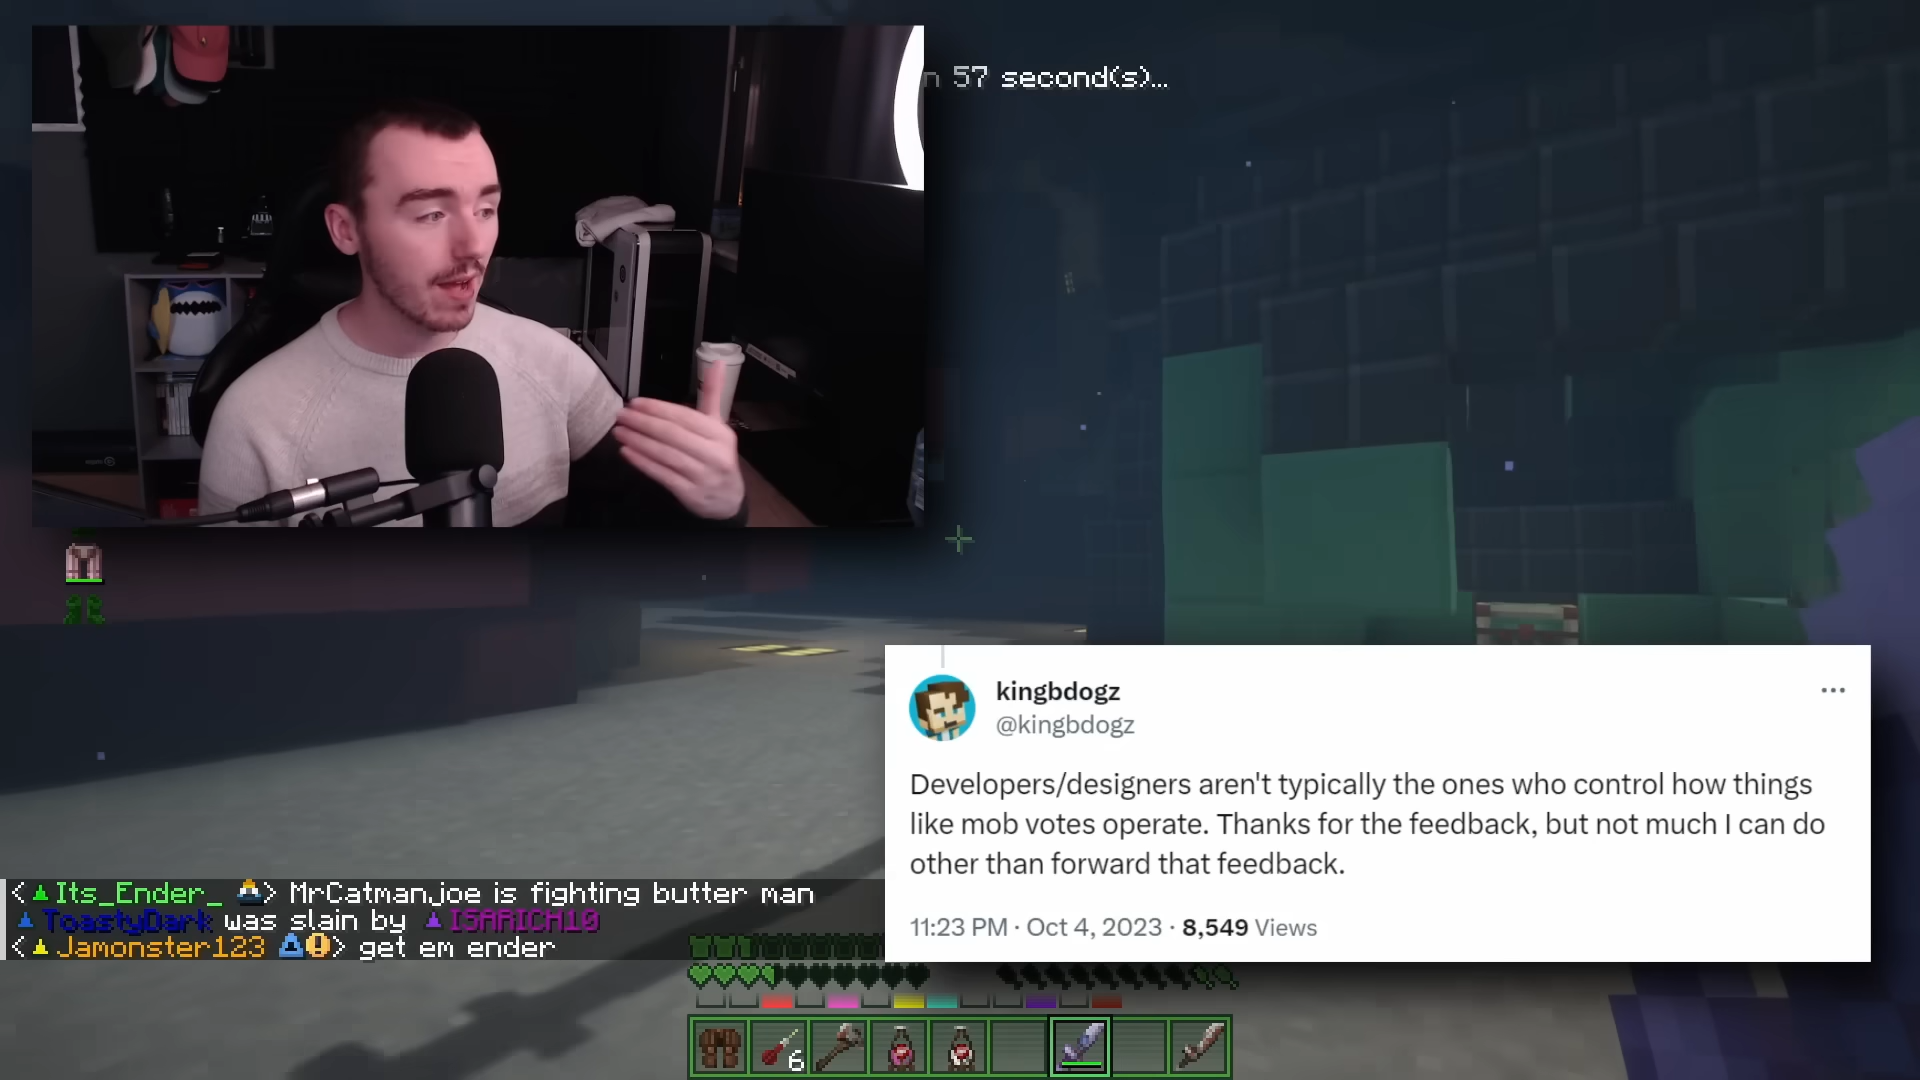 n 57 second(s)...
kingbdogz
@kingbdogz
Developers/designers aren't typically the ones who control how things
like mob votes operate. Thanks for the feedback, but not much I can do
other than forward that feedback.
11:23 PM · Oct 4, 2023 · 8,549 Views
<Its_Ender_> MrCatmanjoe is fighting butter man
ToastyDark was slain by ISARICH10
<Jamonster123> get em ender
6